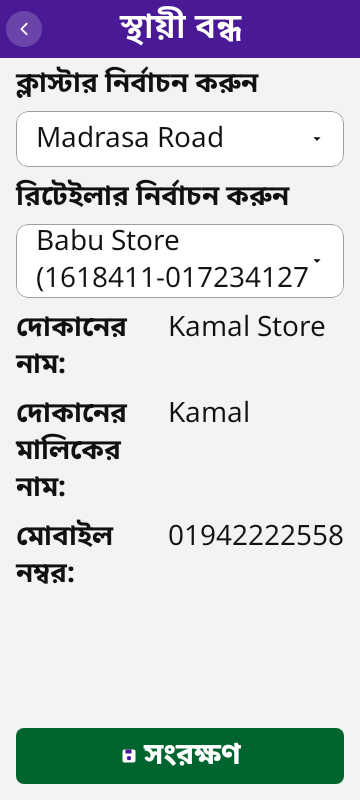 স্থায়ী বন্ধ
ক্লাস্টার নির্বাচন করুন
Madrasa Road
রিটেইলার নির্বাচন করুন
Babu Store
(1618411-017234127
দোকানের Kamal Store
নাম:
দোকানের Kamal
মালিকের
নাম:
মোবাইল 01942222558
নম্বর:
সংরক্ষণ